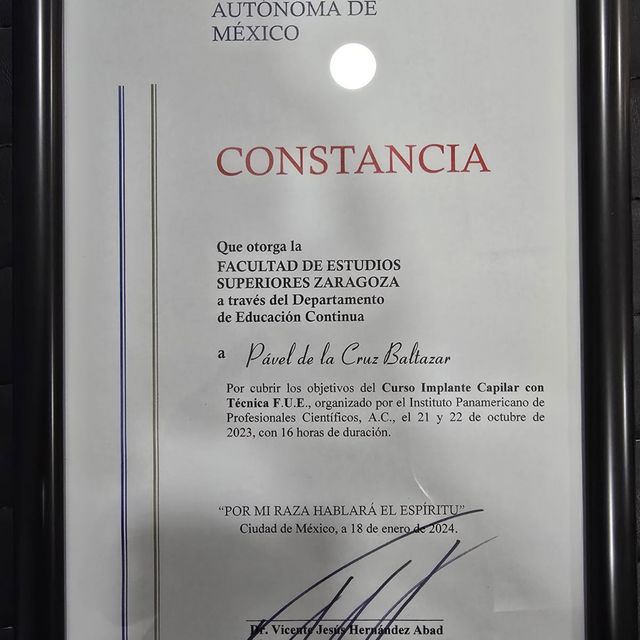 AUTÓNOMA DE
MÉXICO
CONSTANCIA
Que otorga la
FACULTAD DE ESTUDIOS
SUPERIORES ZARAGOZA
a través del Departamento
de Educación Continua
a Pável de la Cruz Baltazar
Por cubrir los objetivos del Curso Implante Capilar con
Técnica F.U.E., organizado por el Instituto Panamericano de
Profesionales Científicos, A.C., el 21 y 22 de octubre de
2023, con 16 horas de duración.
“POR MI RAZA HABLARÁ EL ESPÍRITU”
Ciudad de México, a 18 de enero de 2024.
Dr. Vicente Jesús Hernández Abad